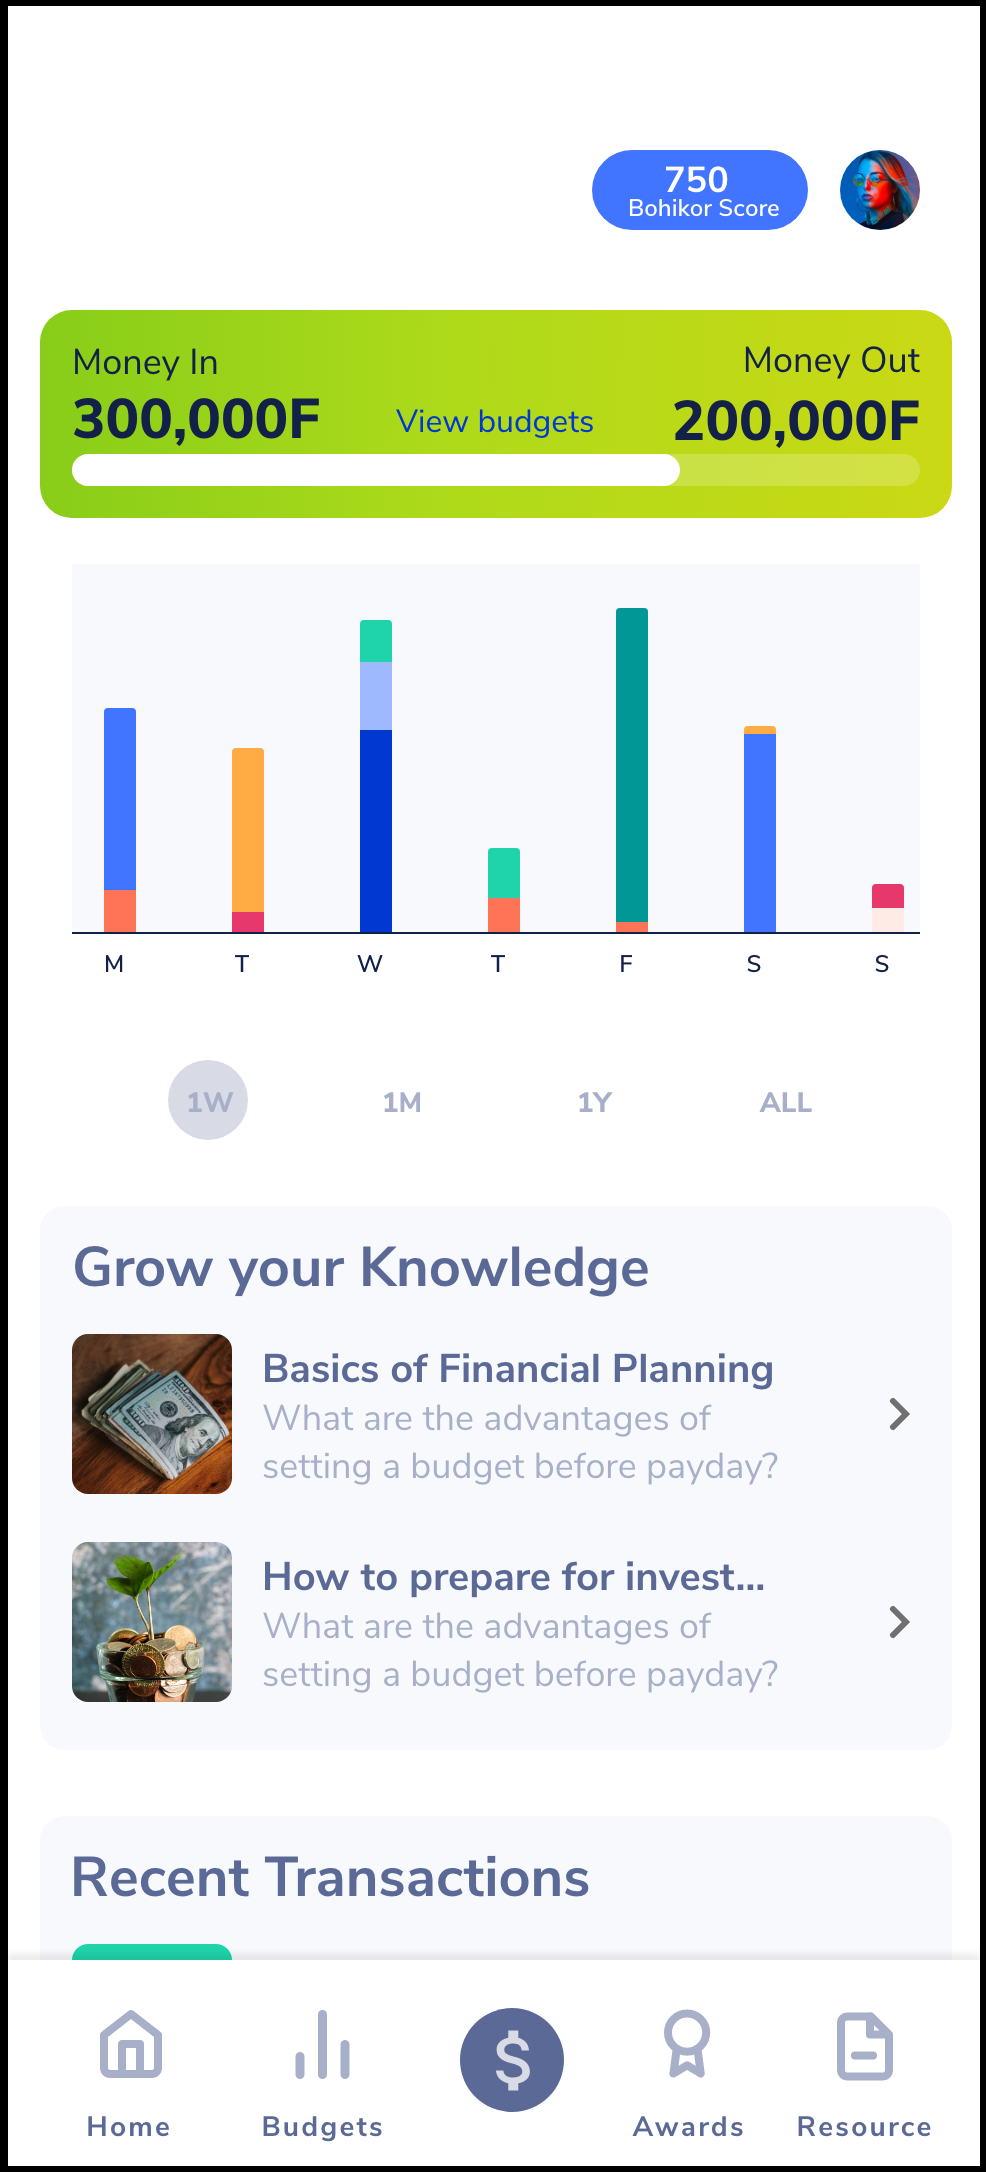 750
Bohikor Score
Money In
Money Out
300,000F
View budgets
200,000F
M T W T F S S
1W 1M 1Y ALL
Grow your Knowledge
Basics of Financial Planning
What are the advantages of
setting a budget before payday?
How to prepare for invest...
What are the advantages of
setting a budget before payday?
Recent Transactions
$
Home Budgets Awards Resource